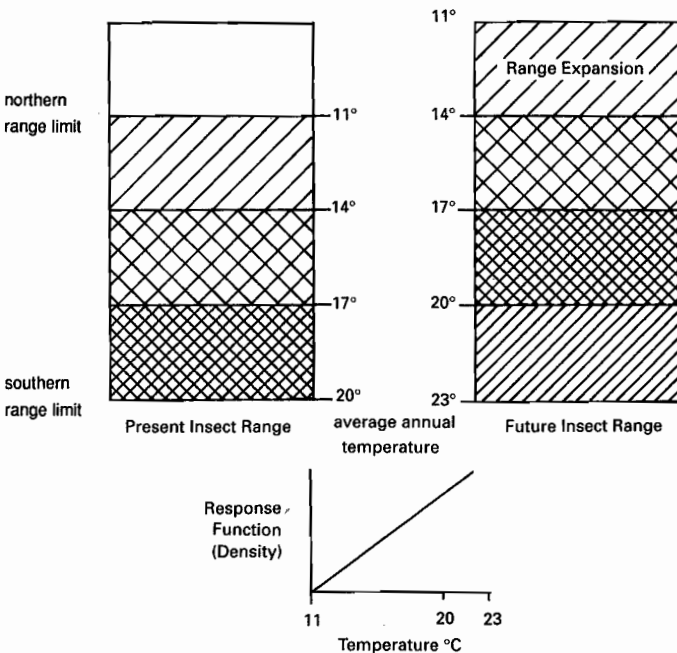 northern
range limit
11°
14°
17°
southern
range limit
20°
Present Insect Range
average annual
temperature
11°
Range Expansion
14°
17°
20°
23°
Future Insect Range
Response
Function
(Density)
11
20
23
Temperature °C